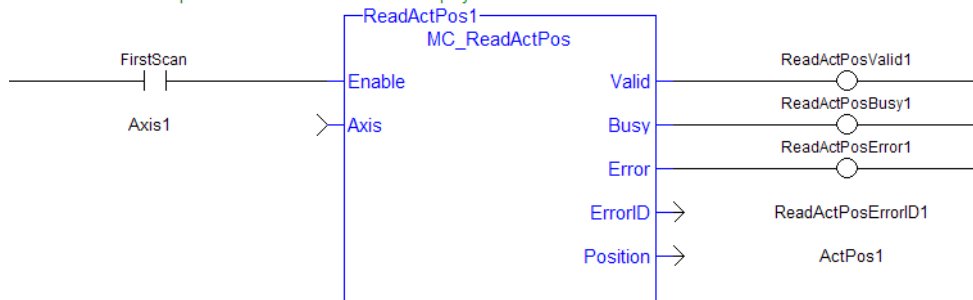 ReadActPos1
MC_ReadActPos
FirstScan
Enable
Valid
ReadActPosValid1
Axis1
Axis
Busy
ReadActPosBusy1
Error
ReadActPosError1
ErrorID
ReadActPosErrorID1
Position
ActPos1